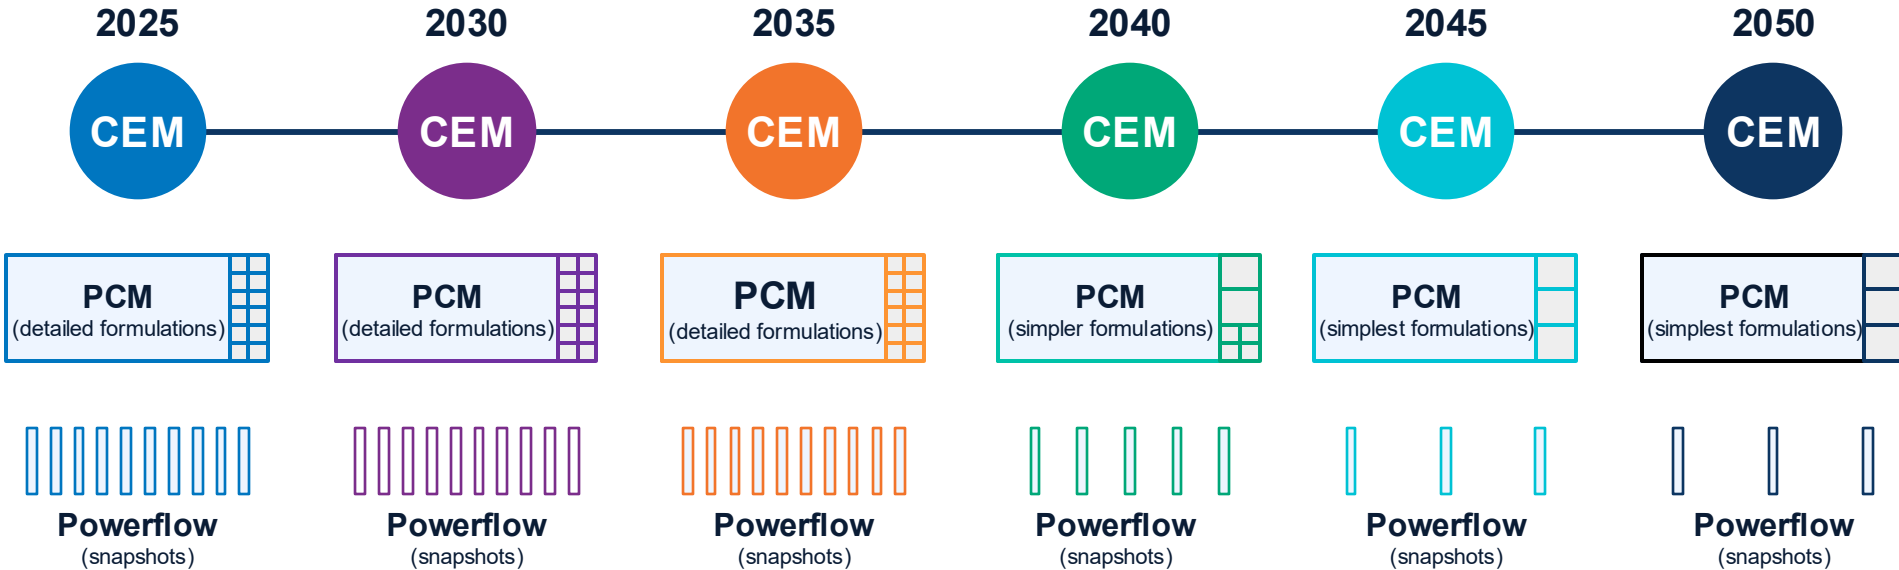 2025 2030 2035 2040 2045 2050
CEM CEM CEM CEM CEM CEM
PCM PCM PCM PCM PCM PCM
(detailed formulations) (detailed formulations) (detailed formulations) (simpler formulations) (simplest formulations) (simplest formulations)
Powerflow Powerflow Powerflow Powerflow Powerflow Powerflow
(snapshots) (snapshots) (snapshots) (snapshots) (snapshots) (snapshots)